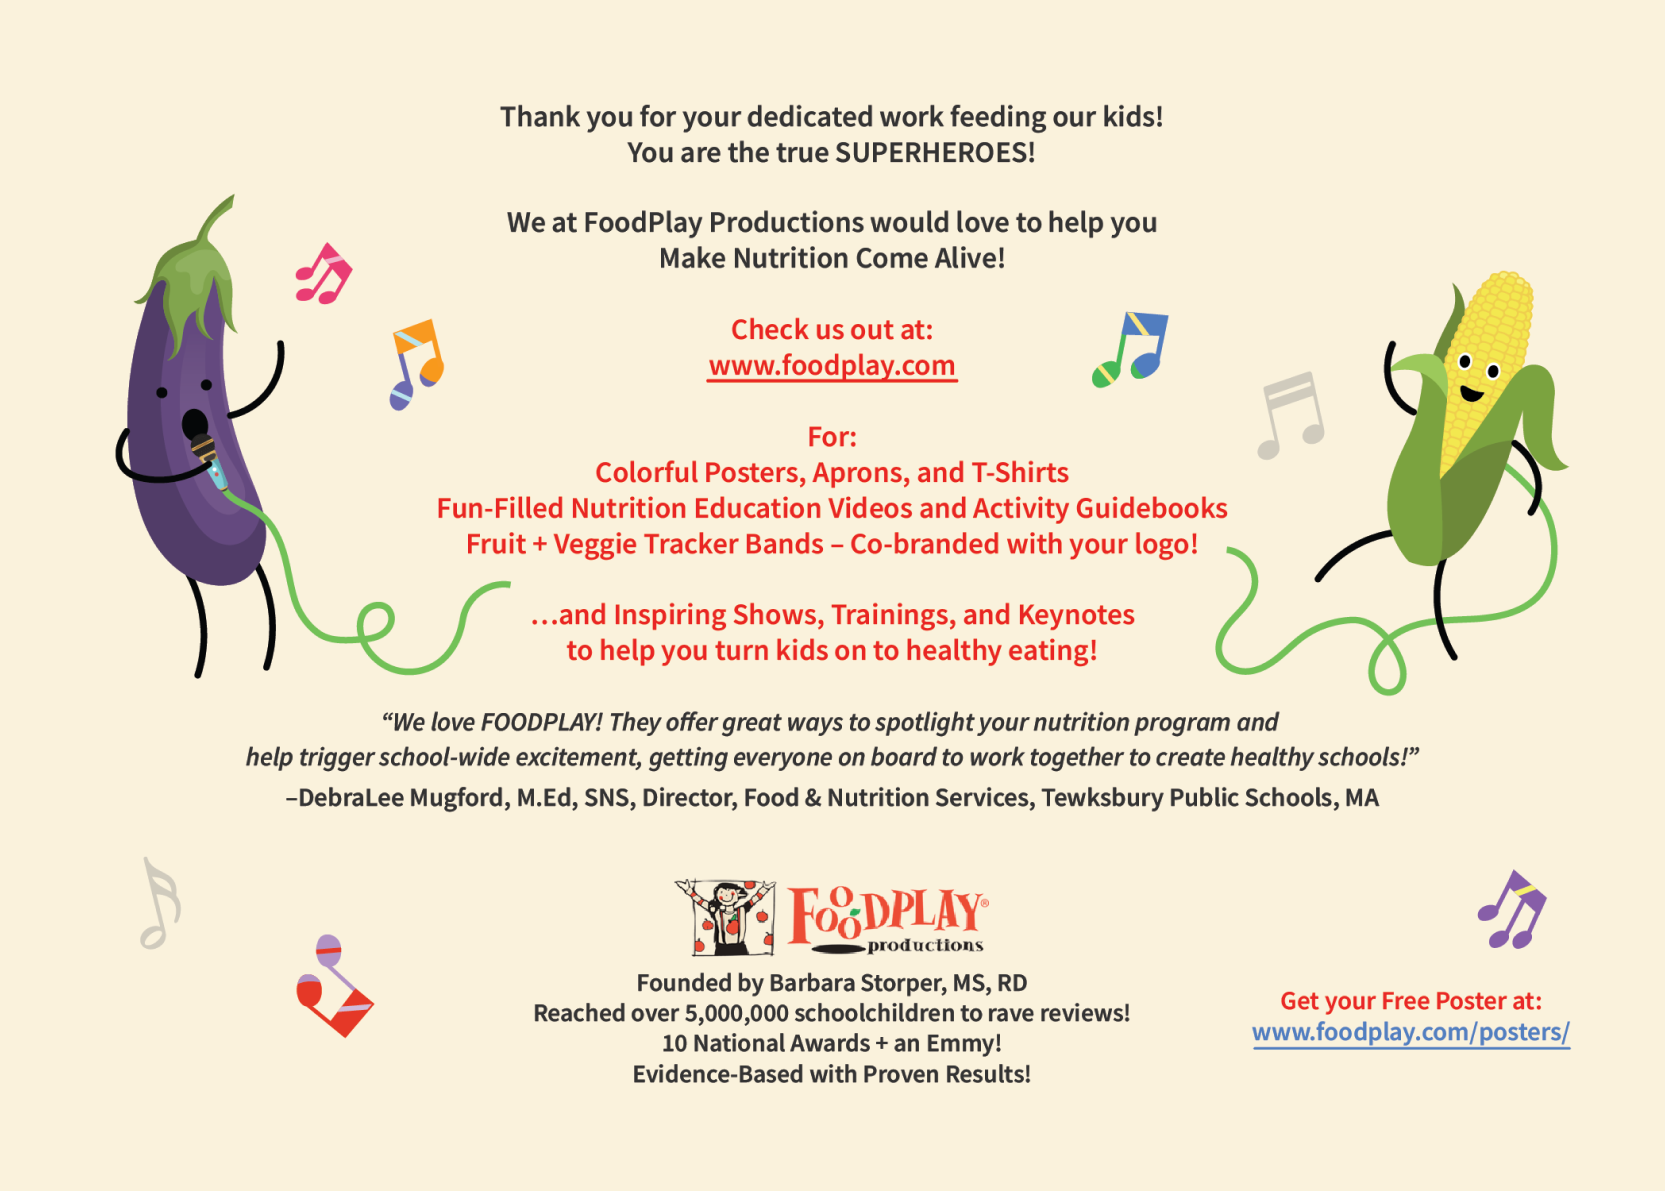 Thank you for your dedicated work feeding our kids!
You are the true SUPERHEROES!
We at FoodPlay Productions would love to help you
Make Nutrition Come Alive!
Check us out at:
www.foodplay.com
For:
Colorful Posters, Aprons, and T-Shirts
Fun-Filled Nutrition Education Videos and Activity Guidebooks
Fruit + Veggie Tracker Bands – Co-branded with your logo!
…and Inspiring Shows, Trainings, and Keynotes
to help you turn kids on to healthy eating!
“We love FOODPLAY! They offer great ways to spotlight your nutrition program and
help trigger school-wide excitement, getting everyone on board to work together to create healthy schools!”
–DebraLee Mugford, M.Ed, SNS, Director, Food & Nutrition Services, Tewksbury Public Schools, MA
FOODPLAY®
productions
Founded by Barbara Storper, MS, RD
Reached over 5,000,000 schoolchildren to rave reviews!
10 National Awards + an Emmy!
Evidence-Based with Proven Results!
Get your Free Poster at:
www.foodplay.com/posters/